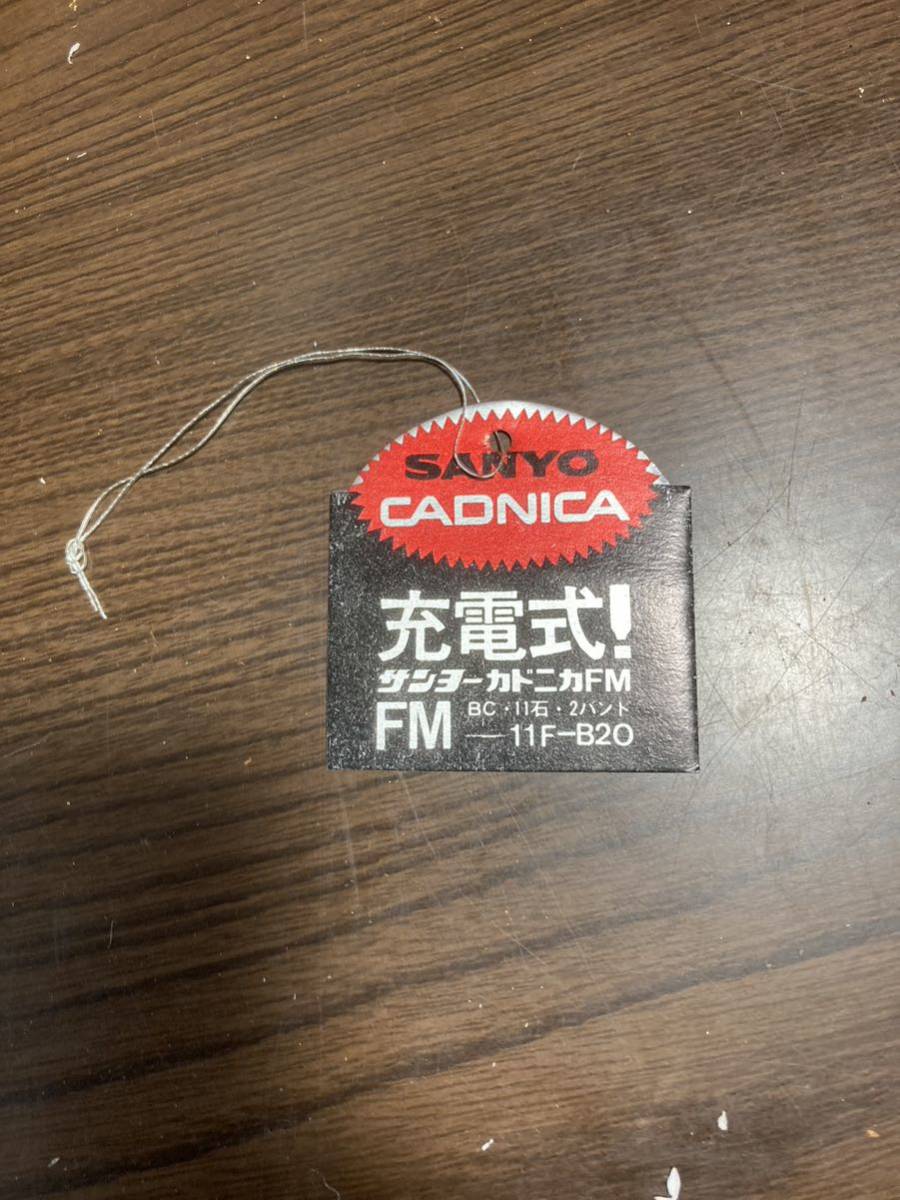 SANYO
CADNICA
充電式!
サンヨーカドニカFM
FM BC・11石・2バンド
—11F-B20